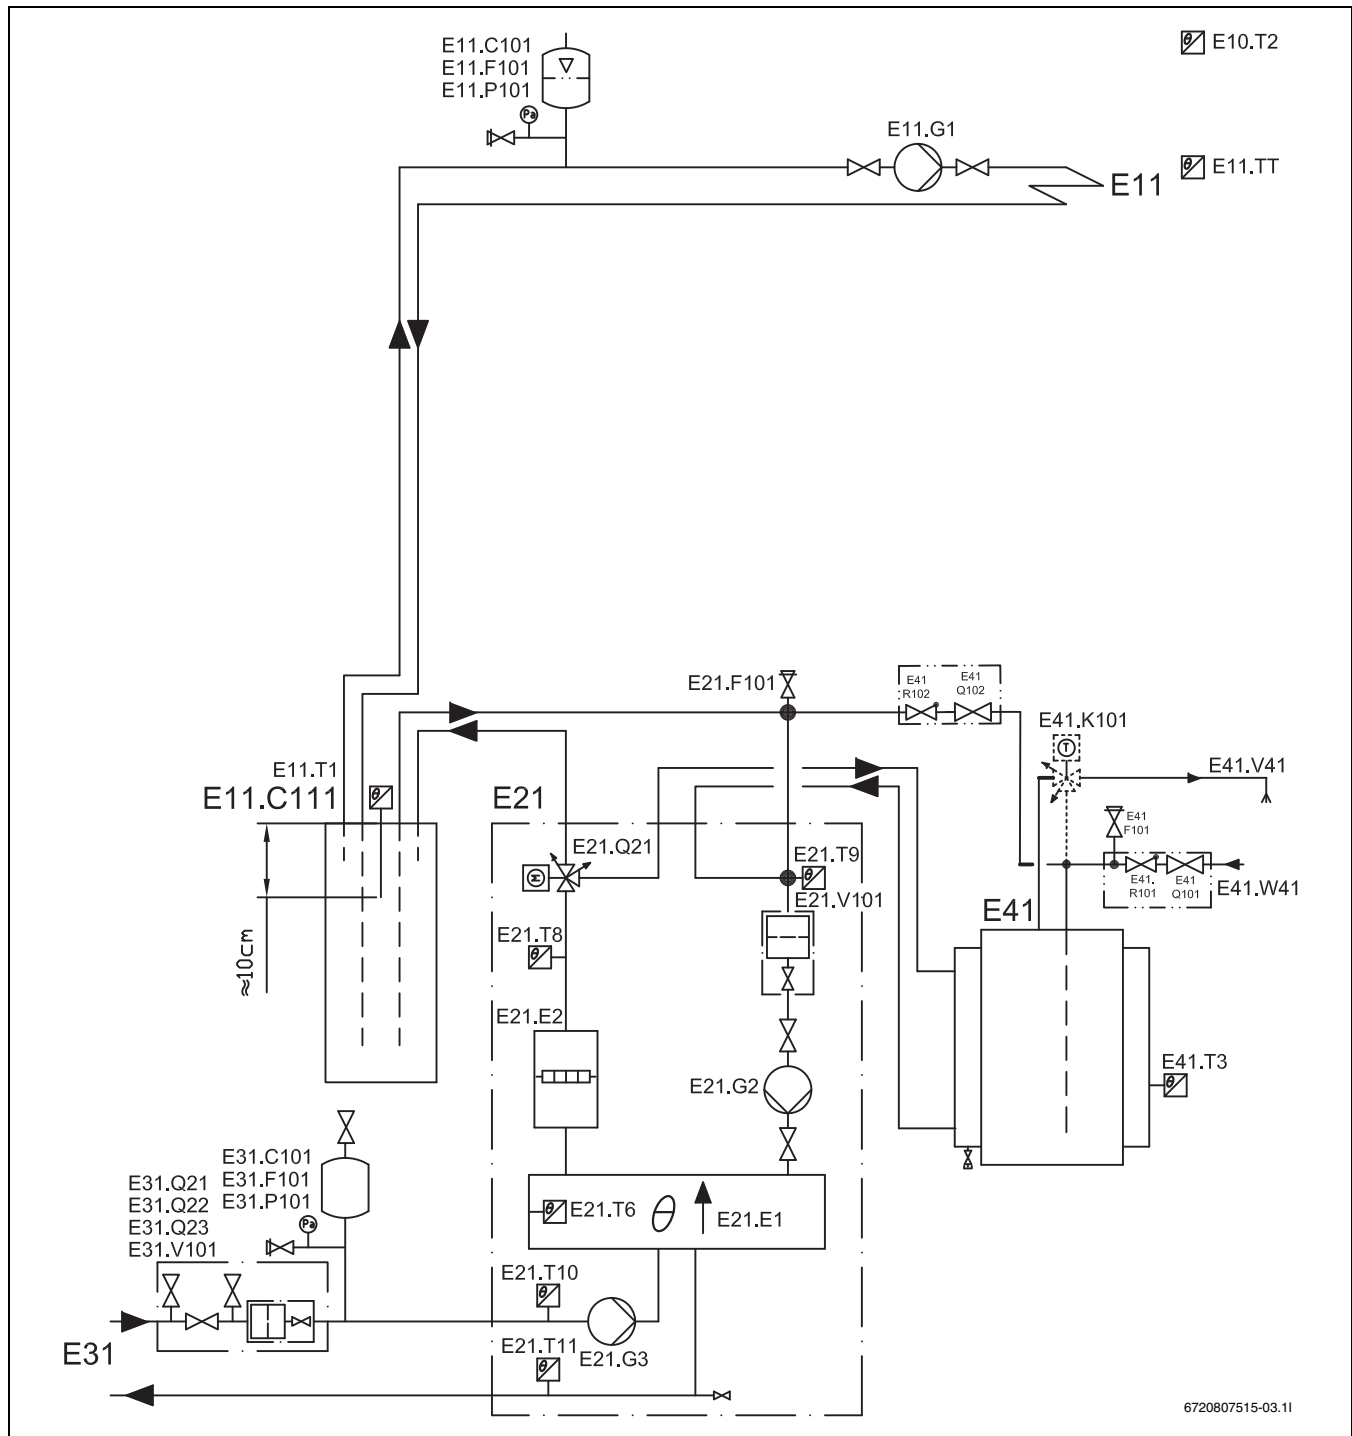 E11.C101
E11.F101
E11.P101
Pa
E10.T2
θ
E11.G1
E11
E11.TT
θ
E21.F101
E41
R102
E41
Q102
E41.K101
T
E41.V41
E11.T1
E11.C111
θ
E21
E21.Q21
M
E21.T9
θ
E21.V101
E41
F101
E41.
R101
E41
Q101
E41.W41
E41
≈10cm
E21.T8
θ
E21.E2
E21.G2
E41.T3
θ
E31.C101
E31.F101
E31.P101
E31.Q21
E31.Q22
E31.Q23
E31.V101
Pa
θ
E21.T6
θ
E21.E1
E21.T10
θ
E21.G3
E31
E21.T11
θ
6720807515-03.1I